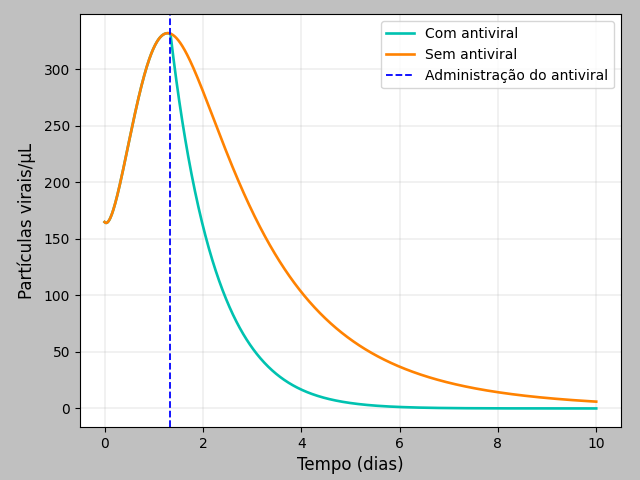 Com antiviral
Sem antiviral
Administração do antiviral
Partículas virais/μL
300
250
200
150
100
50
0
0 2 4 6 8 10
Tempo (dias)